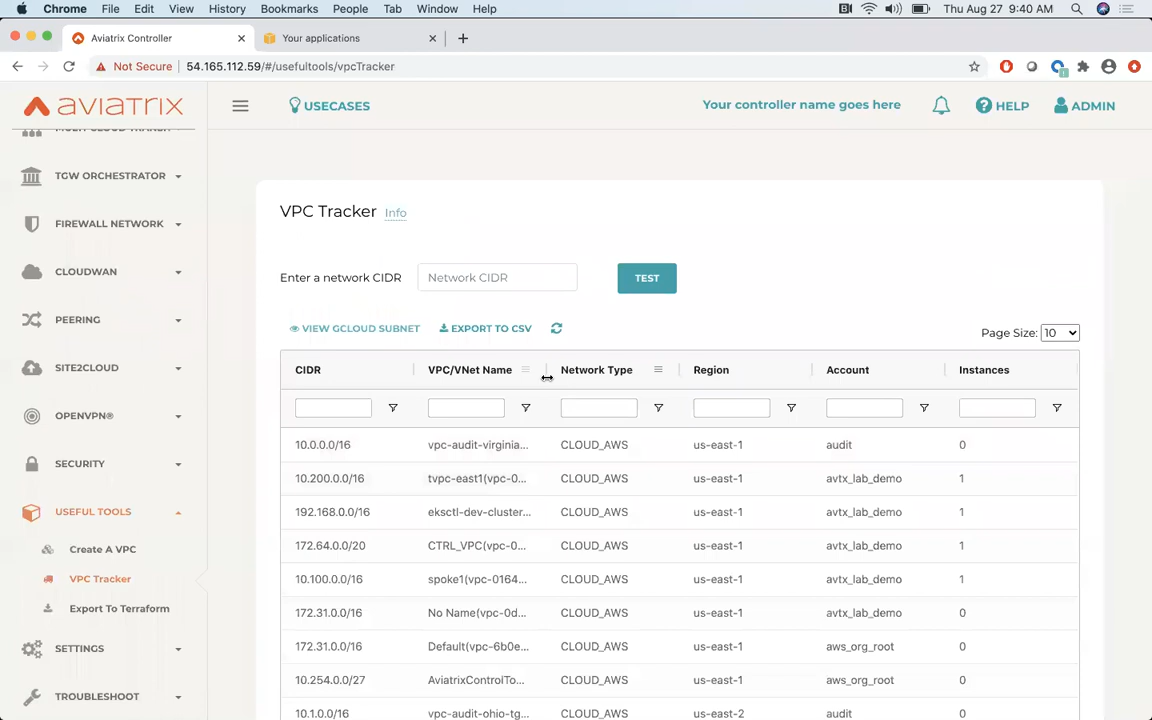 Chrome File Edit View History Bookmarks People Tab Window Help Thu Aug 27 9:40 AM
Aviatrix Controller Your applications
Not Secure 54.165.112.59/#/usefultools/vpcTracker
AVIATRIX USECASES Your controller name goes here HELP ADMIN
MULTI-CLOUD TRANSIT
TGW ORCHESTRATOR
FIREWALL NETWORK
CLOUDWAN
PEERING
SITE2CLOUD
OPENVPN®
SECURITY
USEFUL TOOLS
Create A VPC
VPC Tracker
Export To Terraform
SETTINGS
TROUBLESHOOT
VPC Tracker Info
Enter a network CIDR Network CIDR TEST
VIEW GCLOUD SUBNET EXPORT TO CSV Page Size: 10
CIDR VPC/VNet Name Network Type Region Account Instances
10.0.0.0/16 vpc-audit-virginia... CLOUD_AWS us-east-1 audit 0
10.200.0.0/16 tvpc-east1(vpc-0... CLOUD_AWS us-east-1 avtx_lab_demo 1
192.168.0.0/16 eksctl-dev-cluster... CLOUD_AWS us-east-1 avtx_lab_demo 1
172.64.0.0/20 CTRL_VPC(vpc-0... CLOUD_AWS us-east-1 avtx_lab_demo 1
10.100.0.0/16 spoke1(vpc-0164... CLOUD_AWS us-east-1 avtx_lab_demo 1
172.31.0.0/16 No Name(vpc-0d... CLOUD_AWS us-east-1 avtx_lab_demo 0
172.31.0.0/16 Default(vpc-6b0e... CLOUD_AWS us-east-1 aws_org_root 0
10.254.0.0/27 AviatrixControlTo... CLOUD_AWS us-east-1 aws_org_root 0
10.1.0.0/16 vpc-audit-ohio-tg... CLOUD_AWS us-east-2 audit 0